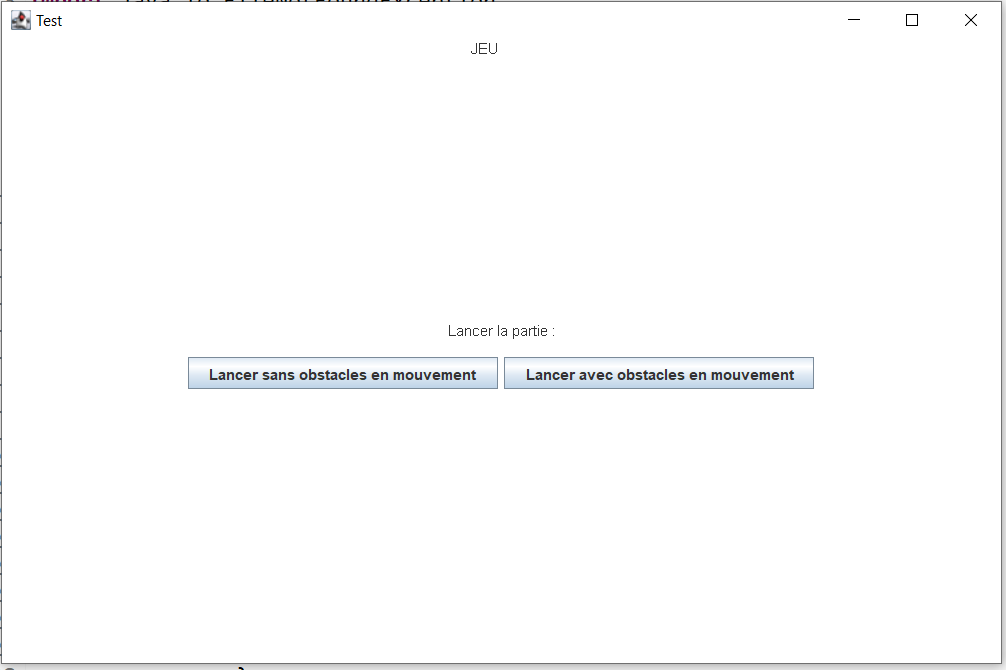 Test
JEU
Lancer la partie :
Lancer sans obstacles en mouvement
Lancer avec obstacles en mouvement